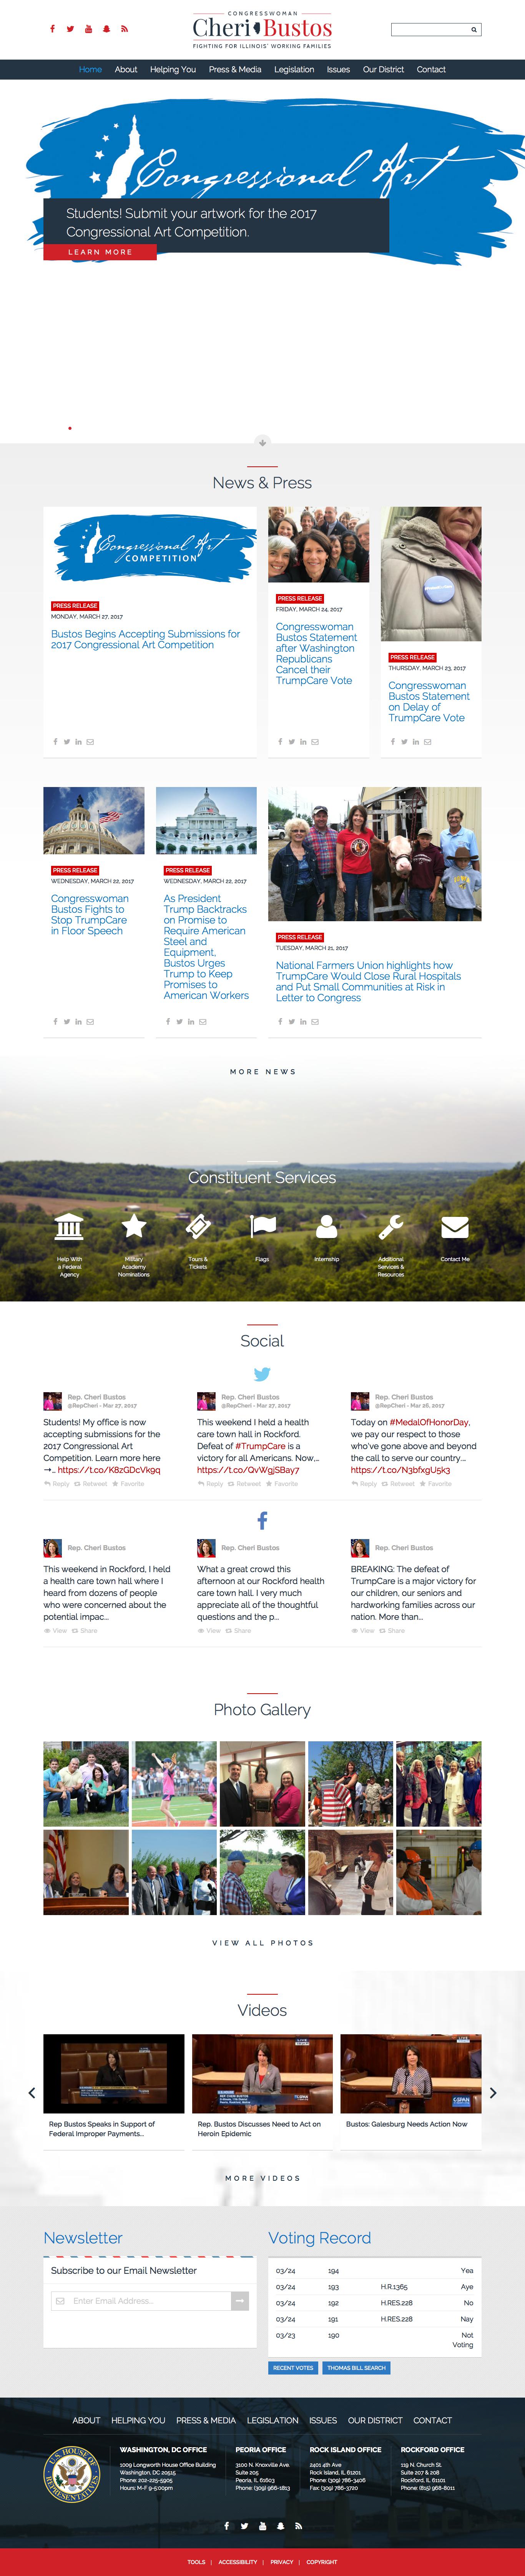 CONGRESSWOMAN
Cheri Bustos
FIGHTING FOR ILLINOIS' WORKING FAMILIES
Home About Helping You Press & Media Legislation Issues Our District Contact
Congressional Art
Students! Submit your artwork for the 2017
Congressional Art Competition.
LEARN MORE
News & Press
Congressional Art
COMPETITION
PRESS RELEASE
MONDAY, MARCH 27, 2017
Bustos Begins Accepting Submissions for
2017 Congressional Art Competition
PRESS RELEASE
FRIDAY, MARCH 24, 2017
Congresswoman
Bustos Statement
after Washington
Republicans
Cancel their
TrumpCare Vote
PRESS RELEASE
THURSDAY, MARCH 23, 2017
Congresswoman
Bustos Statement
on Delay of
TrumpCare Vote
PRESS RELEASE
WEDNESDAY, MARCH 22, 2017
Congresswoman
Bustos Fights to
Stop TrumpCare
in Floor Speech
PRESS RELEASE
WEDNESDAY, MARCH 22, 2017
As President
Trump Backtracks
on Promise to
Require American
Steel and
Equipment,
Bustos Urges
Trump to Keep
Promises to
American Workers
PRESS RELEASE
TUESDAY, MARCH 21, 2017
National Farmers Union highlights how
TrumpCare Would Close Rural Hospitals
and Put Small Communities at Risk in
Letter to Congress
MORE NEWS
Constituent Services
Help With
a Federal
Agency
Military
Academy
Nominations
Tours &
Tickets
Flags
Internship
Additional
Services &
Resources
Contact Me
Social
Rep. Cheri Bustos
@RepCheri - Mar 27, 2017
Students! My office is now
accepting submissions for the
2017 Congressional Art
Competition. Learn more here
→… https://t.co/K8zGDcVk9q
Reply Retweet Favorite
Rep. Cheri Bustos
@RepCheri - Mar 27, 2017
This weekend I held a health
care town hall in Rockford.
Defeat of #TrumpCare is a
victory for all Americans. Now,…
https://t.co/QvWgjSBay7
Reply Retweet Favorite
Rep. Cheri Bustos
@RepCheri - Mar 26, 2017
Today on #MedalOfHonorDay,
we pay our respect to those
who've gone above and beyond
the call to serve our country.…
https://t.co/N3bfxgU5k3
Reply Retweet Favorite
Rep. Cheri Bustos
This weekend in Rockford, I held
a health care town hall where I
heard from dozens of people
who were concerned about the
potential impac...
View Share
Rep. Cheri Bustos
What a great crowd this
afternoon at our Rockford health
care town hall. I very much
appreciate all of the thoughtful
questions and the p...
View Share
Rep. Cheri Bustos
BREAKING: The defeat of
TrumpCare is a major victory for
our children, our seniors and
hardworking families across our
nation. More than...
View Share
Photo Gallery
VIEW ALL PHOTOS
Videos
Rep Bustos Speaks in Support of
Federal Improper Payments...
Rep. Bustos Discusses Need to Act on
Heroin Epidemic
C-SPAN
Bustos: Galesburg Needs Action Now
MORE VIDEOS
Newsletter
Subscribe to our Email Newsletter
Enter Email Address...
Voting Record
03/24 194 Yea
03/24 193 H.R.1365 Aye
03/24 192 H.RES.228 No
03/24 191 H.RES.228 Nay
03/23 190 Not
Voting
RECENT VOTES THOMAS BILL SEARCH
ABOUT HELPING YOU PRESS & MEDIA LEGISLATION ISSUES OUR DISTRICT CONTACT
U.S. HOUSE OF REPRESENTATIVES
WASHINGTON, DC OFFICE
1009 Longworth House Office Building
Washington, DC 20515
Phone: 202-225-5905
Hours: M-F 9-5:00pm
PEORIA OFFICE
3100 N. Knoxville Ave.
Suite 205
Peoria, IL 61603
Phone: (309) 966-1813
ROCK ISLAND OFFICE
2401 4th Ave
Rock Island, IL 61201
Phone: (309) 786-3406
Fax: (309) 786-3720
ROCKFORD OFFICE
119 N. Church St.
Suite 207 & 208
Rockford, IL 61101
Phone: (815) 968-8011
TOOLS | ACCESSIBILITY | PRIVACY | COPYRIGHT